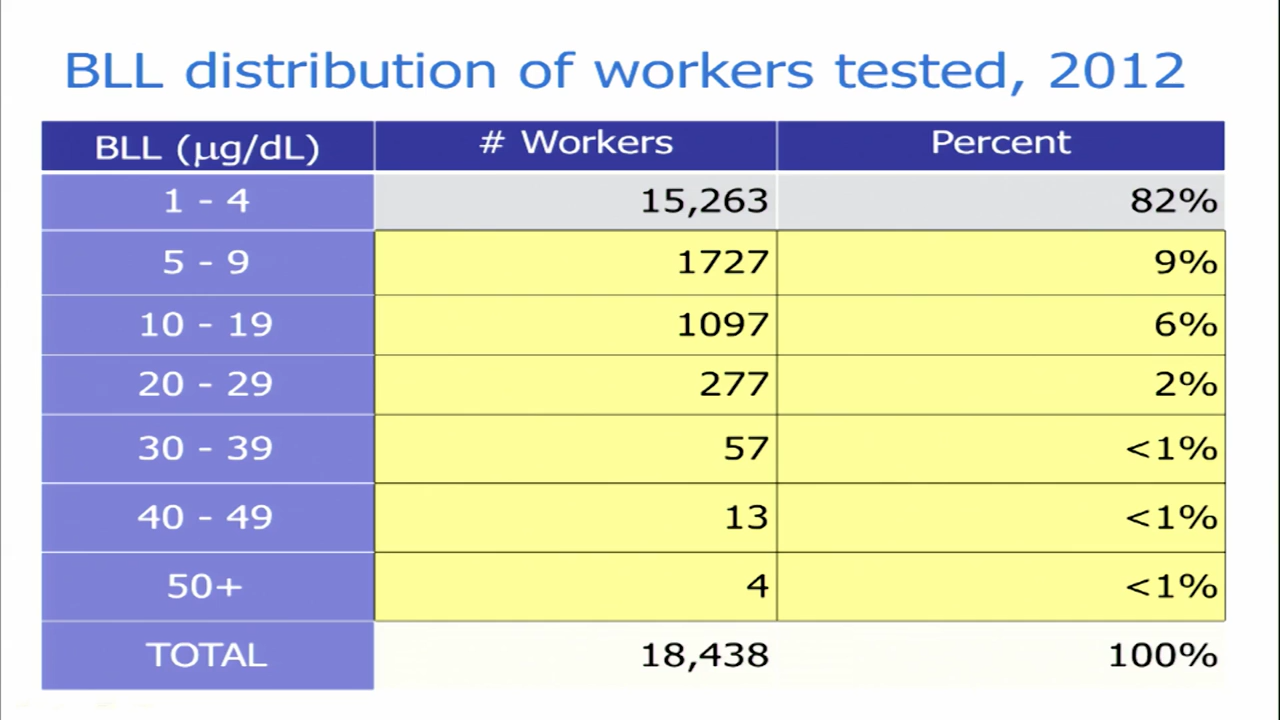 BLL distribution of workers tested, 2012
BLL (µg/dL) # Workers Percent
1 - 4 15,263 82%
5 - 9 1727 9%
10 - 19 1097 6%
20 - 29 277 2%
30 - 39 57 <1%
40 - 49 13 <1%
50+ 4 <1%
TOTAL 18,438 100%